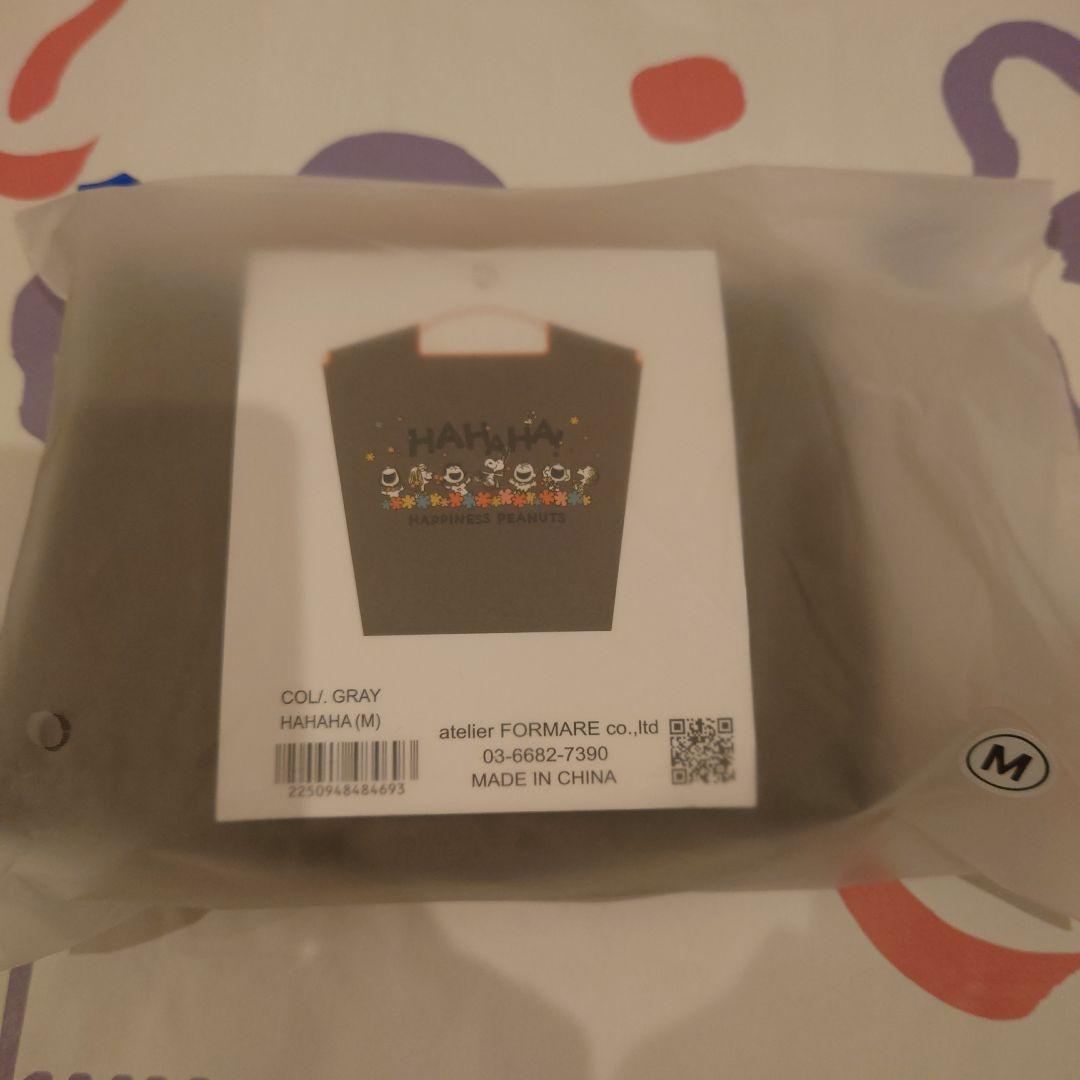 HAHAHA!
HAPPINESS PEANUTS
COL/. GRAY
HAHAHA (M)
2250948484693
atelier FORMARE co.,ltd
03-6682-7390
MADE IN CHINA
M